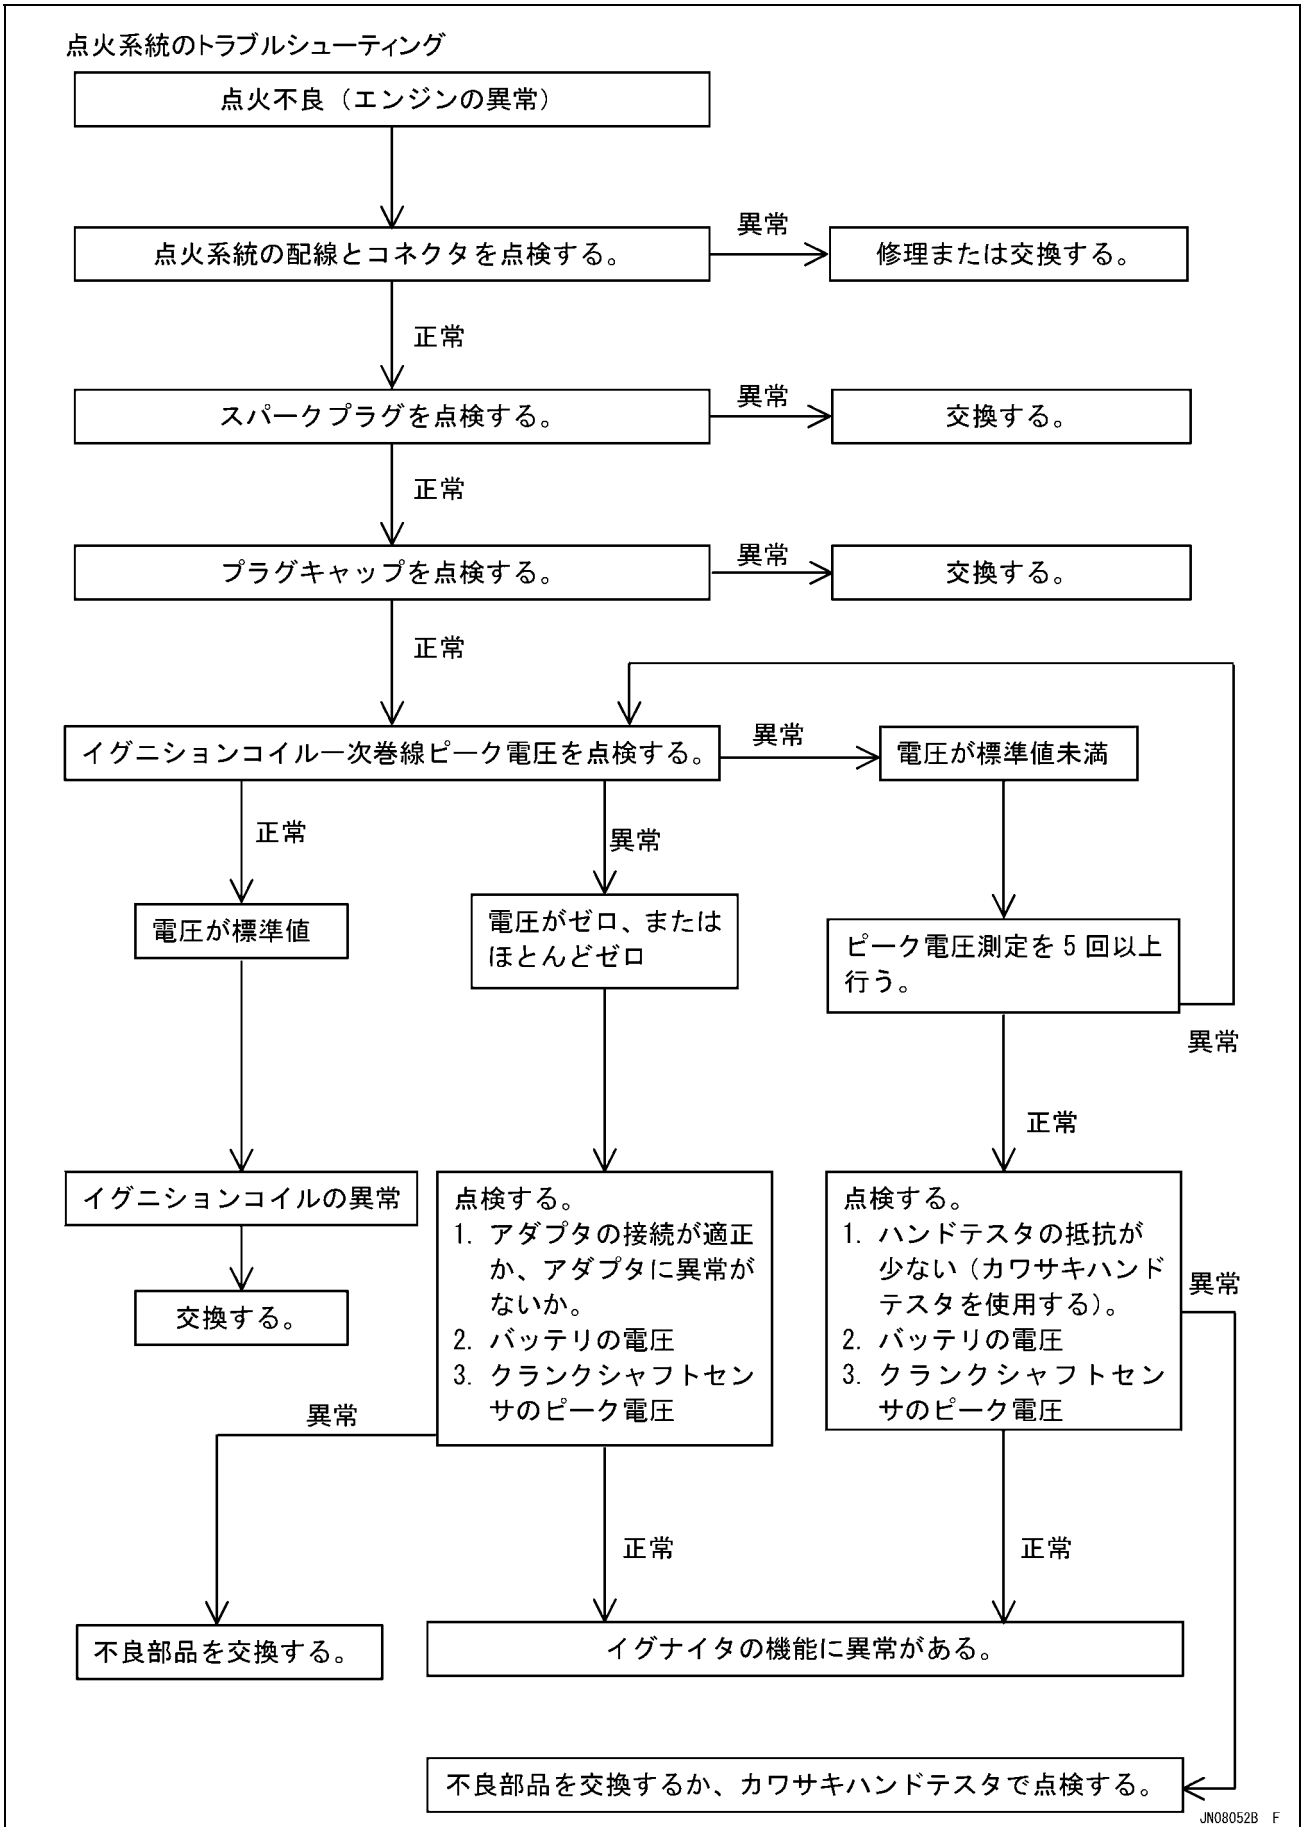 点火系統のトラブルシューティング
点火不良（エンジンの異常）
異常
点火系統の配線とコネクタを点検する。
修理または交換する。
正常
異常
スパークプラグを点検する。
交換する。
正常
異常
プラグキャップを点検する。
交換する。
正常
イグニションコイル一次巻線ピーク電圧を点検する。
異常
電圧が標準値未満
正常
異常
電圧が標準値
電圧がゼロ、または
ほとんどゼロ
ピーク電圧測定を 5 回以上
行う。
異常
正常
イグニションコイルの異常
交換する。
点検する。
1. アダプタの接続が適正
か、アダプタに異常が
ないか。
2. バッテリの電圧
3. クランクシャフトセン
サのピーク電圧
点検する。
1. ハンドテスタの抵抗が
少ない（カワサキハンド
テスタを使用する）。
2. バッテリの電圧
3. クランクシャフトセン
サのピーク電圧
異常
異常
正常
正常
不良部品を交換する。
イグナイタの機能に異常がある。
不良部品を交換するか、カワサキハンドテスタで点検する。
JN08052B F